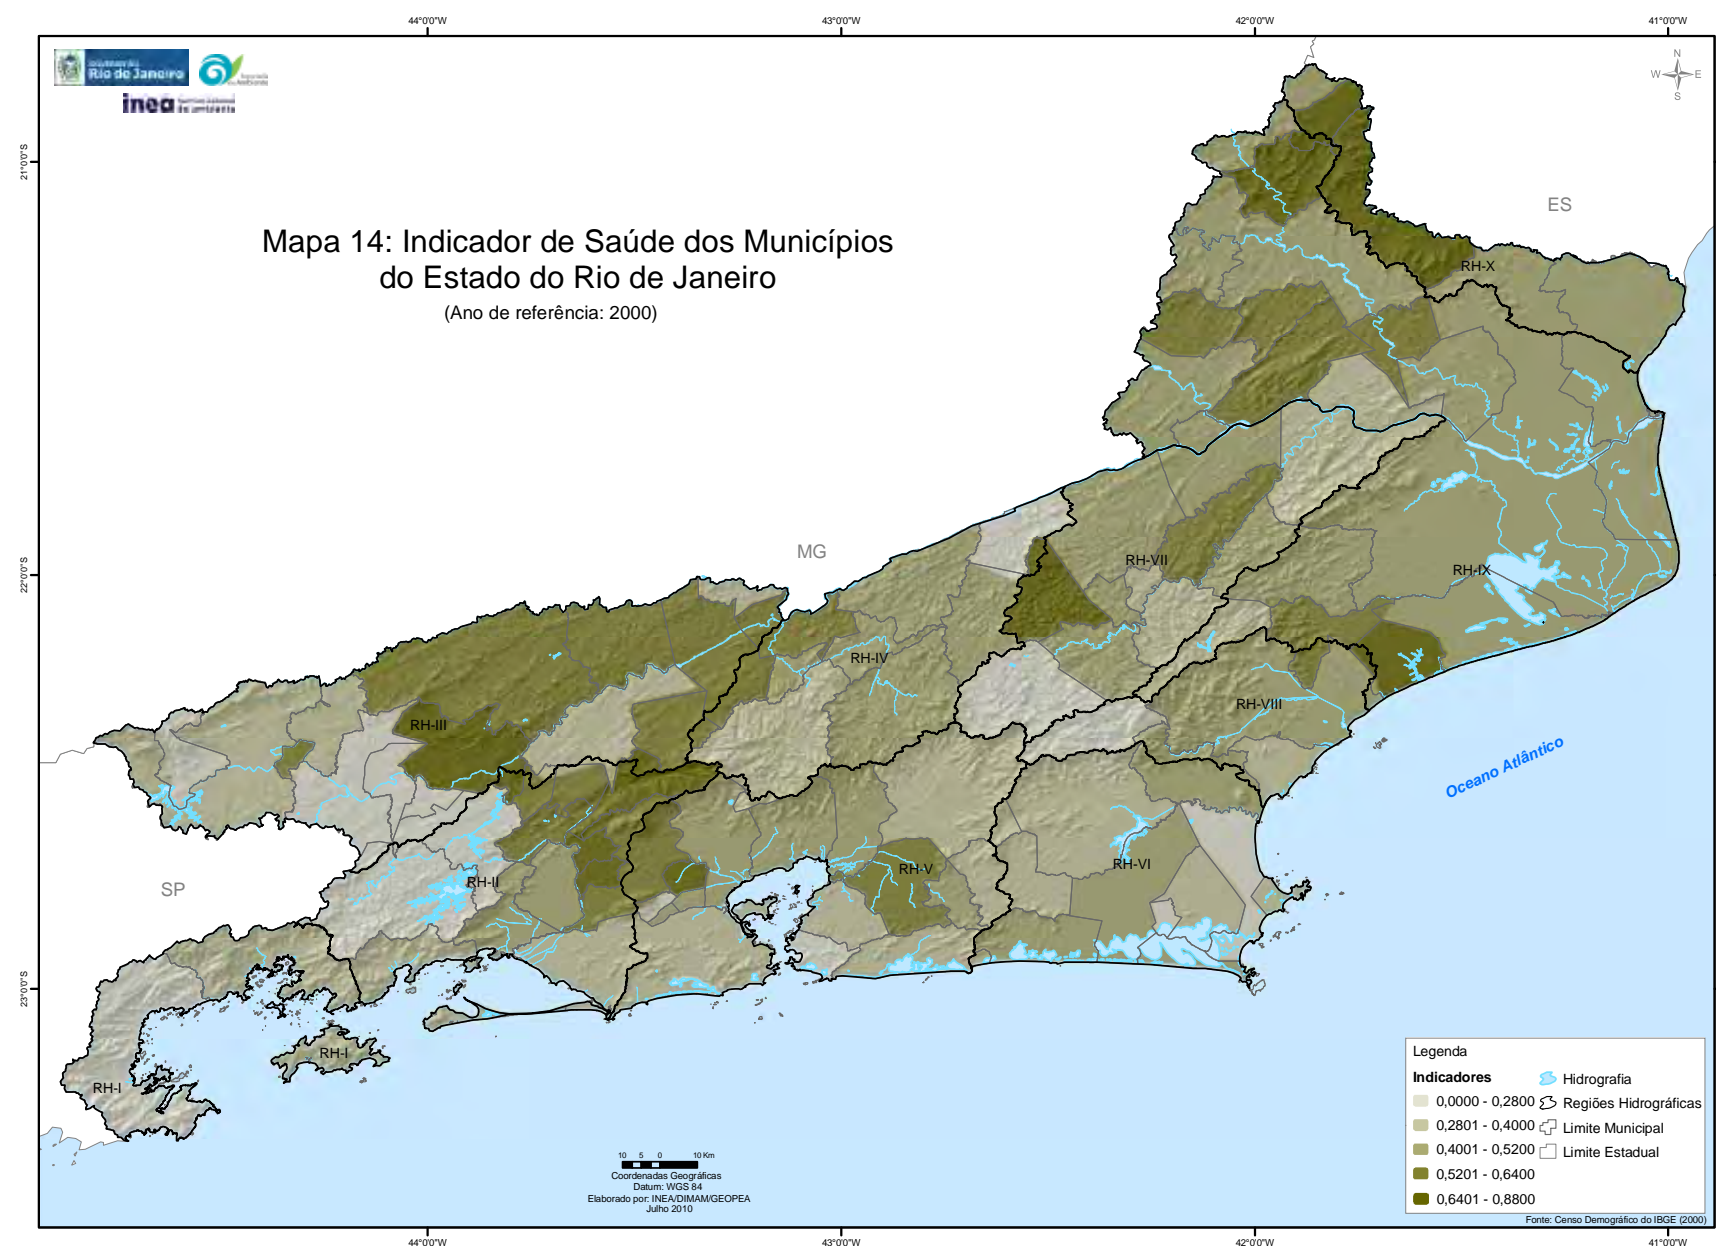 44°0'0"W
43°0'0"W
42°0'0"W
41°0'0"W
Rio de Janeiro
inea
N
W
E
S
21°0'0"S
22°0'0"S
23°0'0"S
Mapa 14: Indicador de Saúde dos Municípios
do Estado do Rio de Janeiro
(Ano de referência: 2000)
ES
MG
SP
RH-X
RH-VII
RH-IX
RH-IV
RH-VIII
RH-III
RH-V
RH-VI
RH-II
RH-I
RH-I
Oceano Atlântico
Legenda
Indicadores
0,0000 - 0,2800
0,2801 - 0,4000
0,4001 - 0,5200
0,5201 - 0,6400
0,6401 - 0,8800
Hidrografia
Regiões Hidrográficas
Limite Municipal
Limite Estadual
10 5 0 10 Km
Coordenadas Geográficas
Datum: WGS 84
Elaborado por: INEA/DIMAM/GEOPEA
Julho 2010
Fonte: Censo Demográfico do IBGE (2000)
44°0'0"W
43°0'0"W
42°0'0"W
41°0'0"W